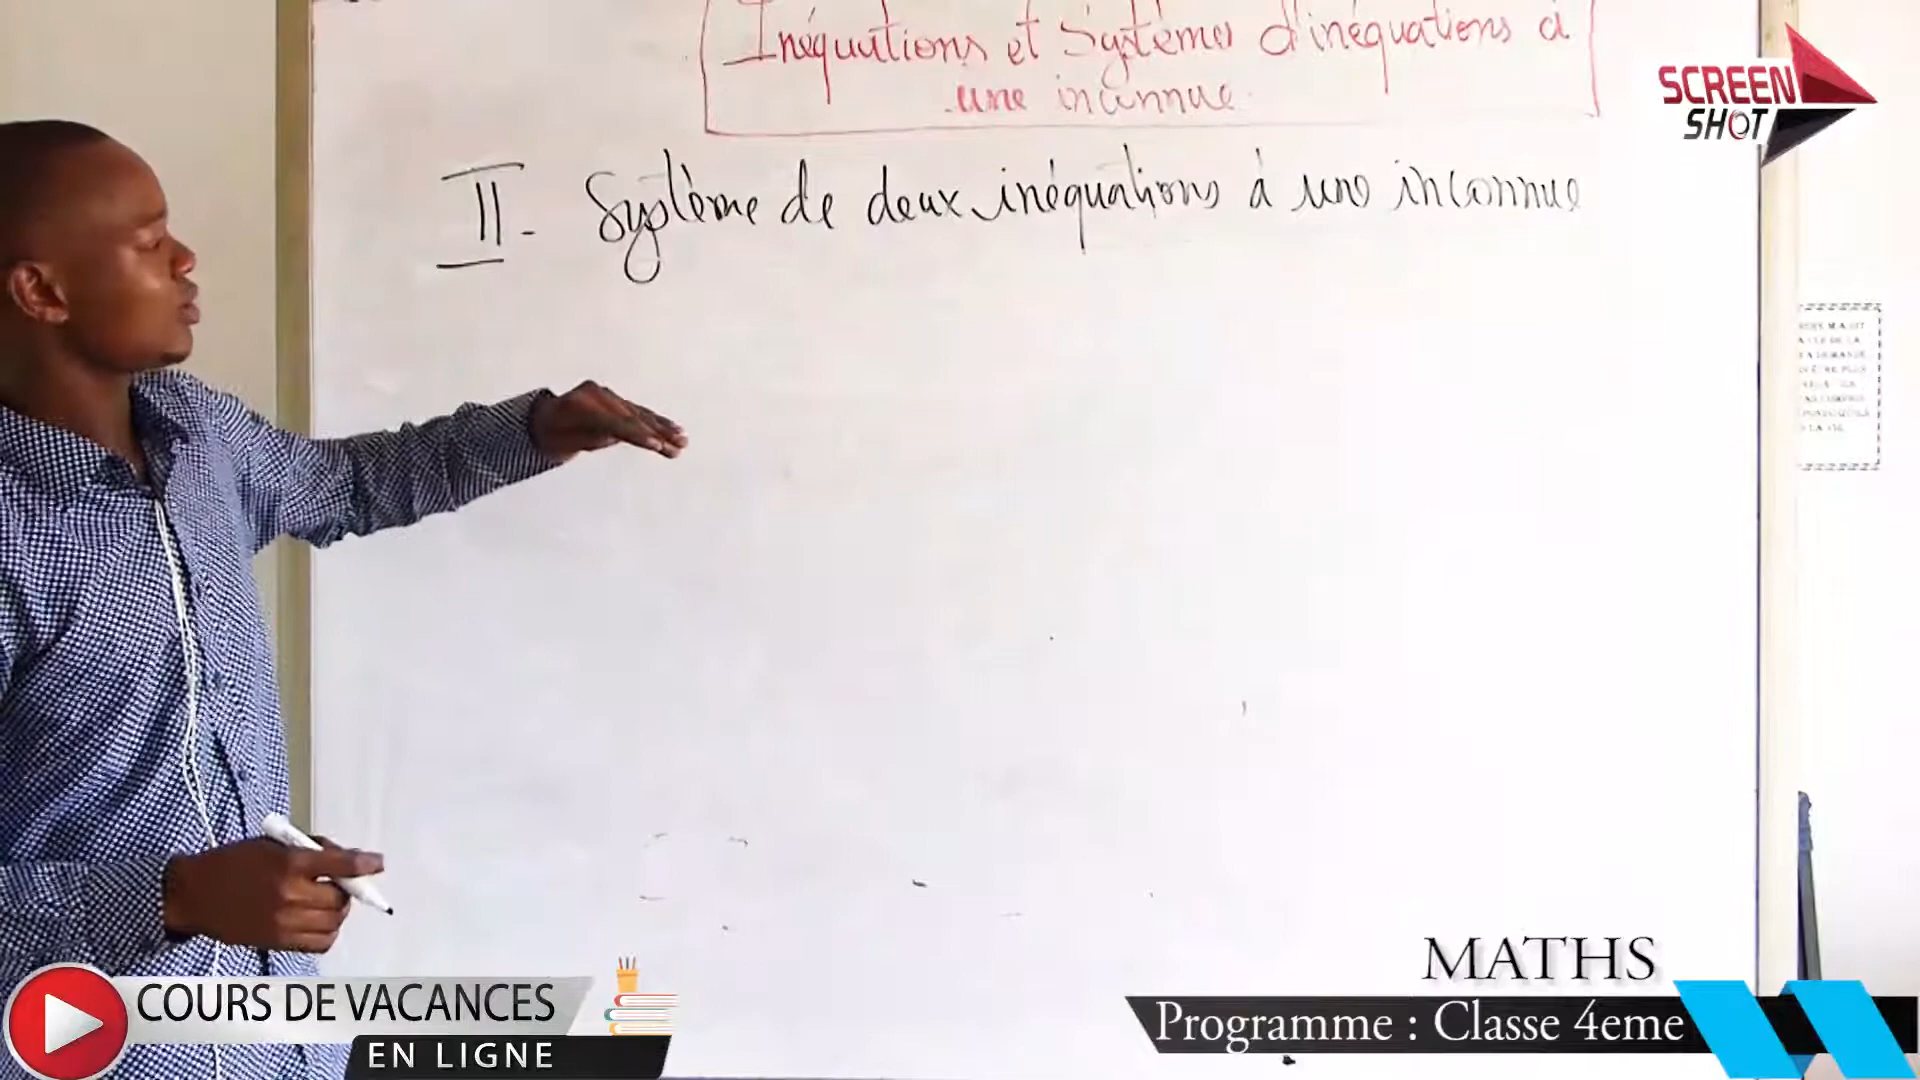 Inéquations et Systèmes d'inéquations à
une inconnue
SCREEN
SHOT
II - Système de deux inéquations à une inconnue
MATHS
Programme : Classe 4eme
COURS DE VACANCES
EN LIGNE